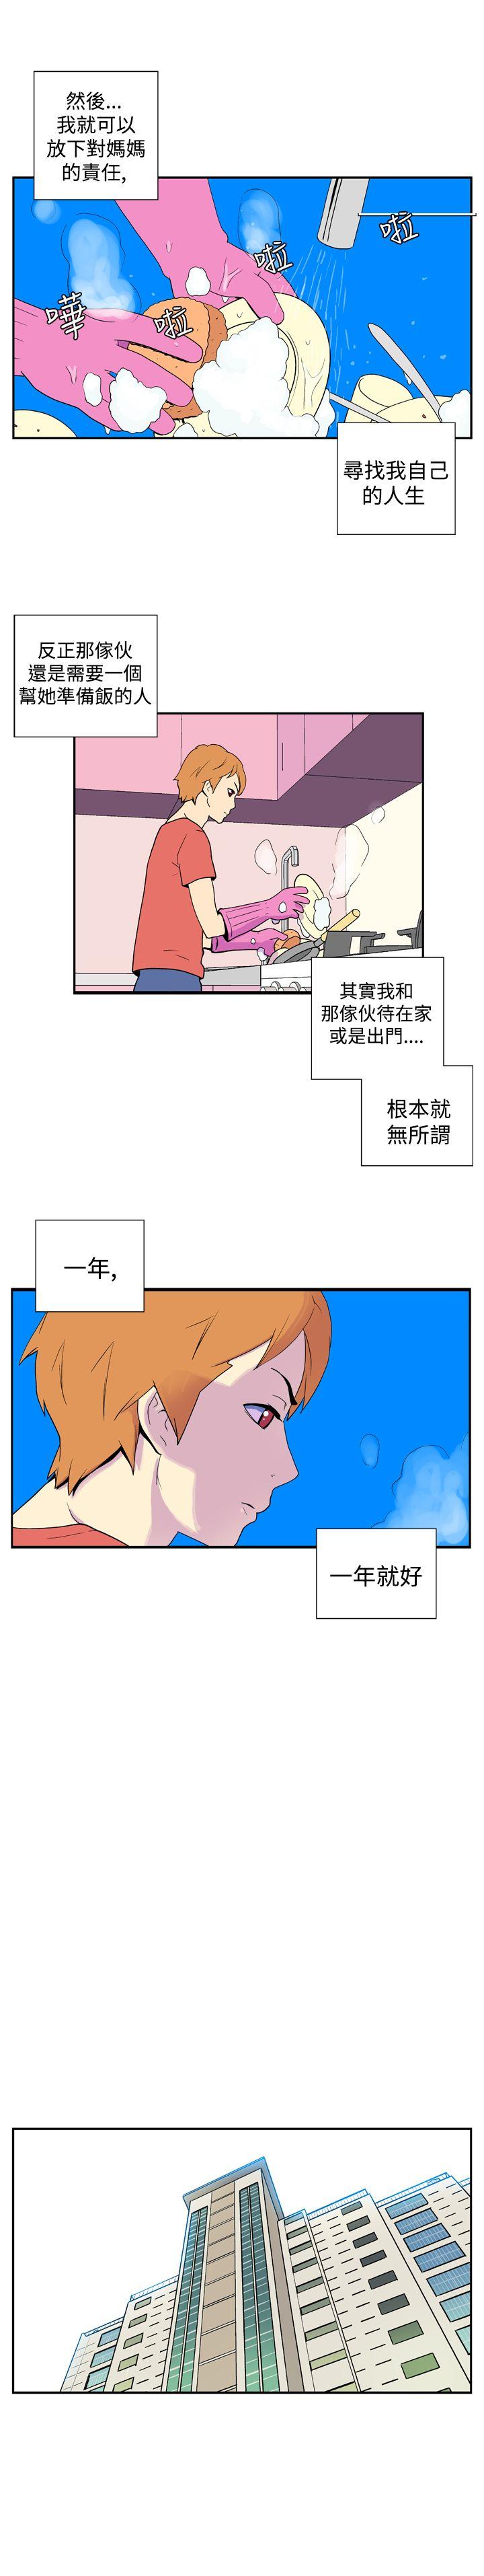 然後...
我就可以
放下對媽媽
的責任,
嘩
啦
啦
啦
尋找我自己
的人生
反正那傢伙
還是需要一個
幫她準備飯的人
其實我和
那傢伙待在家
或是出門....
根本就
無所謂
一年,
一年就好